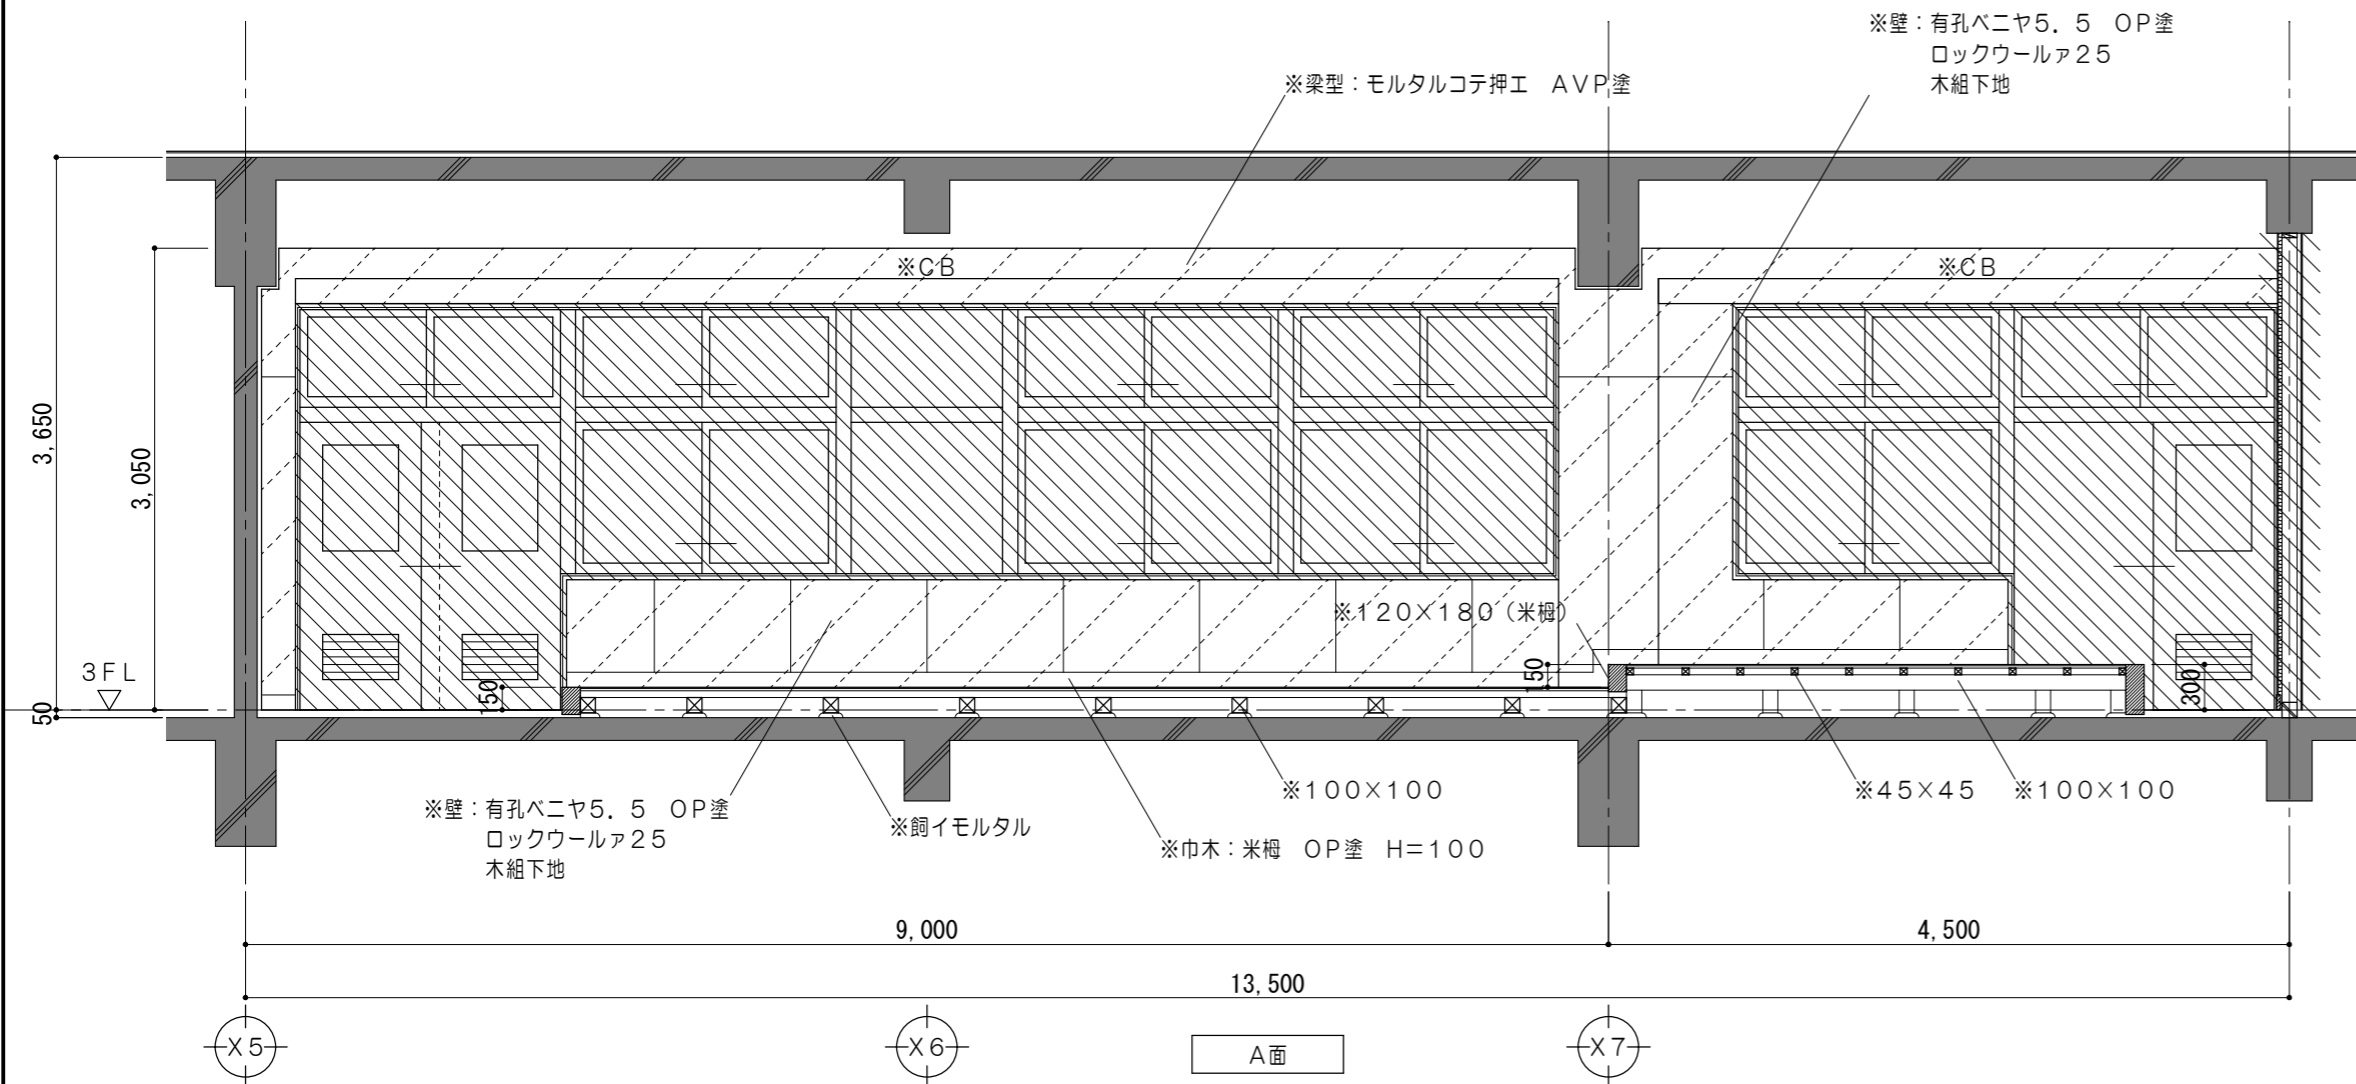 ※壁：有孔ベニヤ５．５　ＯＰ塗
ロックウールァ２５
木組下地
※梁型：モルタルコテ押エ　ＡＶＰ塗
※ＣＢ
※ＣＢ
3,650
3,050
※１２０×１８０（米栂）
３ＦＬ
50
150
150
300
※壁：有孔ベニヤ５．５　ＯＰ塗
ロックウールァ２５
木組下地
※飼イモルタル
※巾木：米栂　ＯＰ塗　Ｈ＝１００
※１００×１００
※４５×４５
※１００×１００
9,000
4,500
13,500
Ｘ５
Ｘ６
Ａ面
Ｘ７